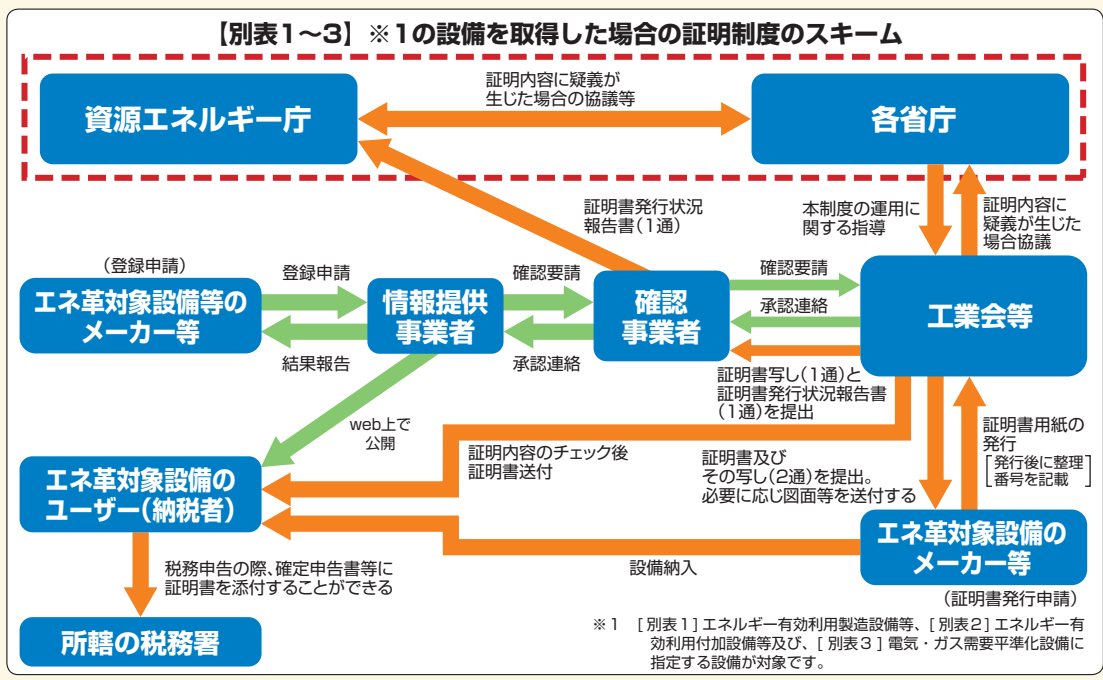 【別表1～3】※1の設備を取得した場合の証明制度のスキーム
資源エネルギー庁
証明内容に疑義が
生じた場合の協議等
各省庁
証明書発行状況
報告書(1通)
本制度の運用に
関する指導
証明内容に
疑義が生じた
場合協議
(登録申請)
エネ革対象設備等の
メーカー等
登録申請
結果報告
情報提供
事業者
確認要請
承認連絡
確認
事業者
確認要請
承認連絡
工業会等
証明書写し(1通)と
証明書発行状況報告書
(1通)を提出
web上で
公開
証明内容のチェック後
証明書送付
証明書及び
その写し(2通)を提出。
必要に応じ図面等を送付する
証明書用紙の
発行
[発行後に整理
番号を記載]
エネ革対象設備の
ユーザー(納税者)
設備納入
エネ革対象設備の
メーカー等
(証明書発行申請)
税務申告の際、確定申告書等に
証明書を添付することができる
所轄の税務署
※1 [別表1]エネルギー有効利用製造設備等、[別表2]エネルギー有
効利用付加設備等及び、[別表3]電気・ガス需要平準化設備に
指定する設備が対象です。